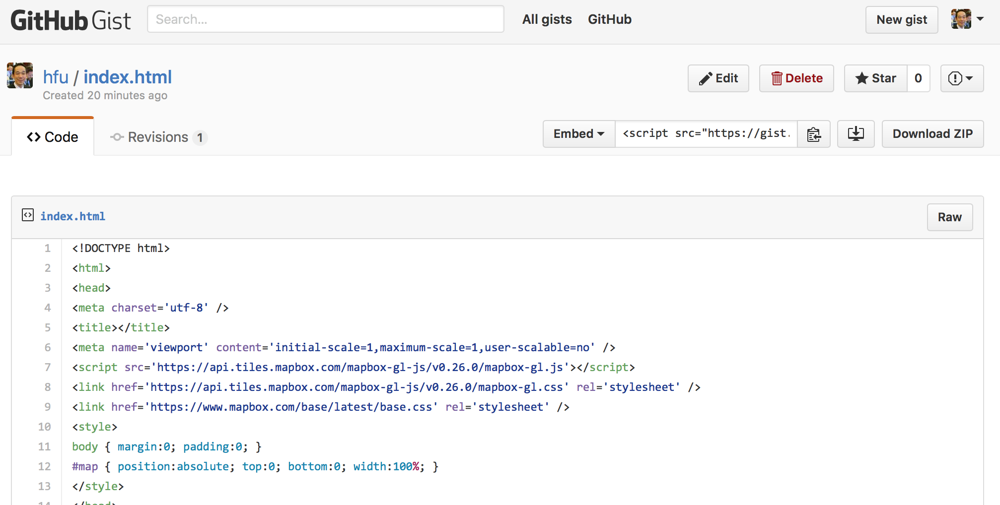 GitHub Gist Search... All gists GitHub New gist
hfu / index.html Edit Delete Star 0
Created 20 minutes ago
Code Revisions 1 Embed <script src="https://gist. Download ZIP
index.html Raw
1 <!DOCTYPE html>
2 <html>
3 <head>
4 <meta charset='utf-8' />
5 <title></title>
6 <meta name='viewport' content='initial-scale=1,maximum-scale=1,user-scalable=no' />
7 <script src='https://api.tiles.mapbox.com/mapbox-gl-js/v0.26.0/mapbox-gl.js'></script>
8 <link href='https://api.tiles.mapbox.com/mapbox-gl-js/v0.26.0/mapbox-gl.css' rel='stylesheet' />
9 <link href='https://www.mapbox.com/base/latest/base.css' rel='stylesheet' />
10 <style>
11 body { margin:0; padding:0; }
12 #map { position:absolute; top:0; bottom:0; width:100%; }
13 </style>
14 </head>